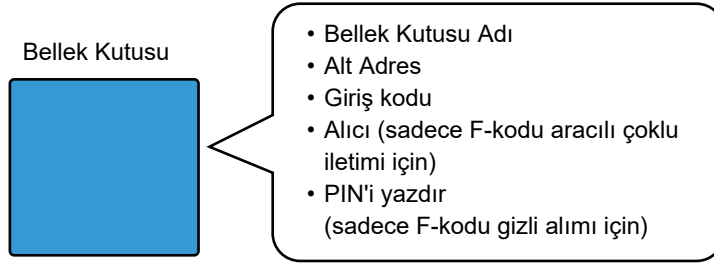 Bellek Kutusu
• Bellek Kutusu Adı
• Alt Adres
• Giriş kodu
• Alıcı (sadece F-kodu aracılı çoklu
iletimi için)
• PIN'i yazdır
(sadece F-kodu gizli alımı için)